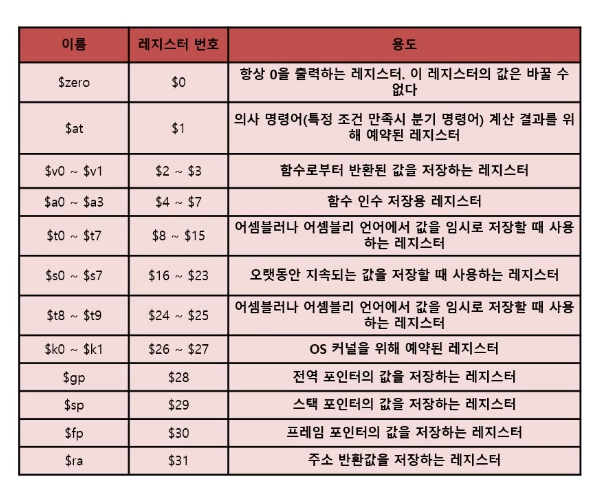 이름 레지스터 번호 용도
$zero $0 항상 0을 출력하는 레지스터. 이 레지스터의 값은 바꿀 수
없다
$at $1 의사 명령어(특정 조건 만족시 분기 명령어) 계산 결과를 위
해 예약된 레지스터
$v0 ~ $v1 $2 ~ $3 함수로부터 반환된 값을 저장하는 레지스터
$a0 ~ $a3 $4 ~ $7 함수 인수 저장용 레지스터
$t0 ~ $t7 $8 ~ $15 어셈블러나 어셈블리 언어에서 값을 임시로 저장할 때 사용
하는 레지스터
$s0 ~ $s7 $16 ~ $23 오랫동안 지속되는 값을 저장할 때 사용하는 레지스터
$t8 ~ $t9 $24 ~ $25 어셈블러나 어셈블리 언어에서 값을 임시로 저장할 때 사용
하는 레지스터
$k0 ~ $k1 $26 ~ $27 OS 커널을 위해 예약된 레지스터
$gp $28 전역 포인터의 값을 저장하는 레지스터
$sp $29 스택 포인터의 값을 저장하는 레지스터
$fp $30 프레임 포인터의 값을 저장하는 레지스터
$ra $31 주소 반환값을 저장하는 레지스터